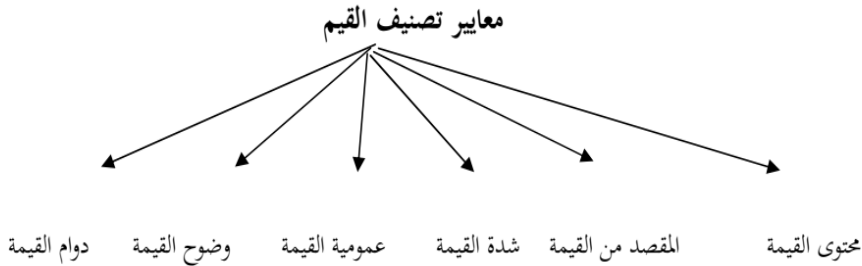 معايير تصنيف القيم
محتوى القيمة المقصد من القيمة شدة القيمة عمومية القيمة وضوح القيمة دوام القيمة